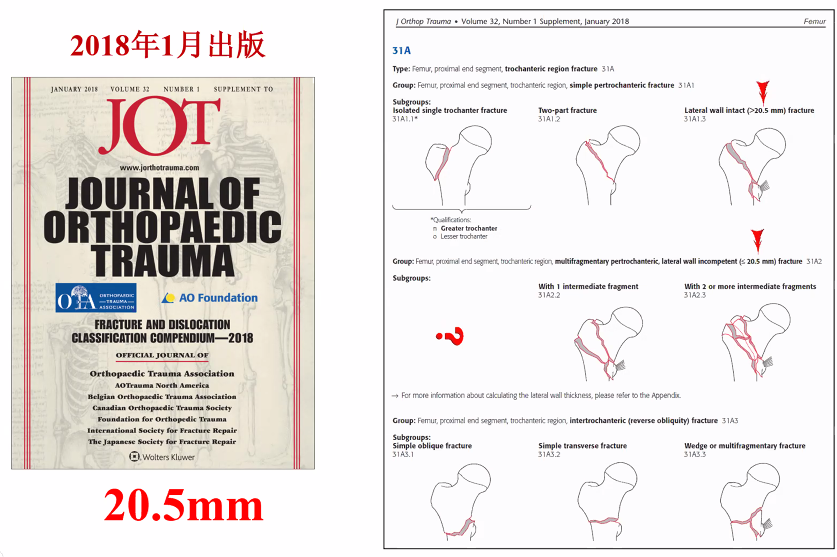 2018年1月出版
JANUARY 2018 VOLUME 32 NUMBER 1 SUPPLEMENT TO
JOT
www.jorthotrauma.com
JOURNAL OF
ORTHOPAEDIC
TRAUMA
OTA
ORTHOPAEDIC
TRAUMA
ASSOCIATION
AO Foundation
FRACTURE AND DISLOCATION
CLASSIFICATION COMPENDIUM—2018
OFFICIAL JOURNAL OF
Orthopaedic Trauma Association
AOTrauma North America
Belgian Orthopaedic Trauma Association
Canadian Orthopaedic Trauma Society
Foundation for Orthopedic Trauma
International Society for Fracture Repair
The Japanese Society for Fracture Repair
Wolters Kluwer
20.5mm
J Orthop Trauma • Volume 32, Number 1 Supplement, January 2018 Femur
31A
Type: Femur, proximal end segment, trochanteric region fracture 31A
Group: Femur, proximal end segment, trochanteric region, simple pertrochanteric fracture 31A1
Subgroups:
Isolated single trochanter fracture Two-part fracture Lateral wall intact (>20.5 mm) fracture
31A1.1* 31A1.2 31A1.3
*Qualifications:
n Greater trochanter
o Lesser trochanter
Group: Femur, proximal end segment, trochanteric region, multifragmentary pertrochanteric, lateral wall incompetent (≤ 20.5 mm) fracture 31A2
Subgroups:
With 1 intermediate fragment With 2 or more intermediate fragments
31A2.2 31A2.3
?
→ For more information about calculating the lateral wall thickness, please refer to the Appendix.
Group: Femur, proximal end segment, trochanteric region, intertrochanteric (reverse obliquity) fracture 31A3
Subgroups:
Simple oblique fracture Simple transverse fracture Wedge or multifragmentary fracture
31A3.1 31A3.2 31A3.3